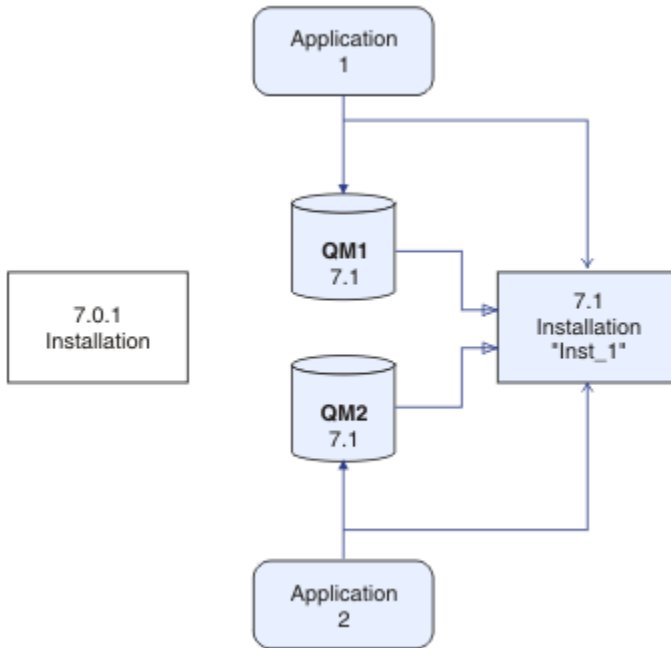 Application
1
QM1
7.1
7.0.1
Installation
7.1
Installation
"Inst_1"
QM2
7.1
Application
2